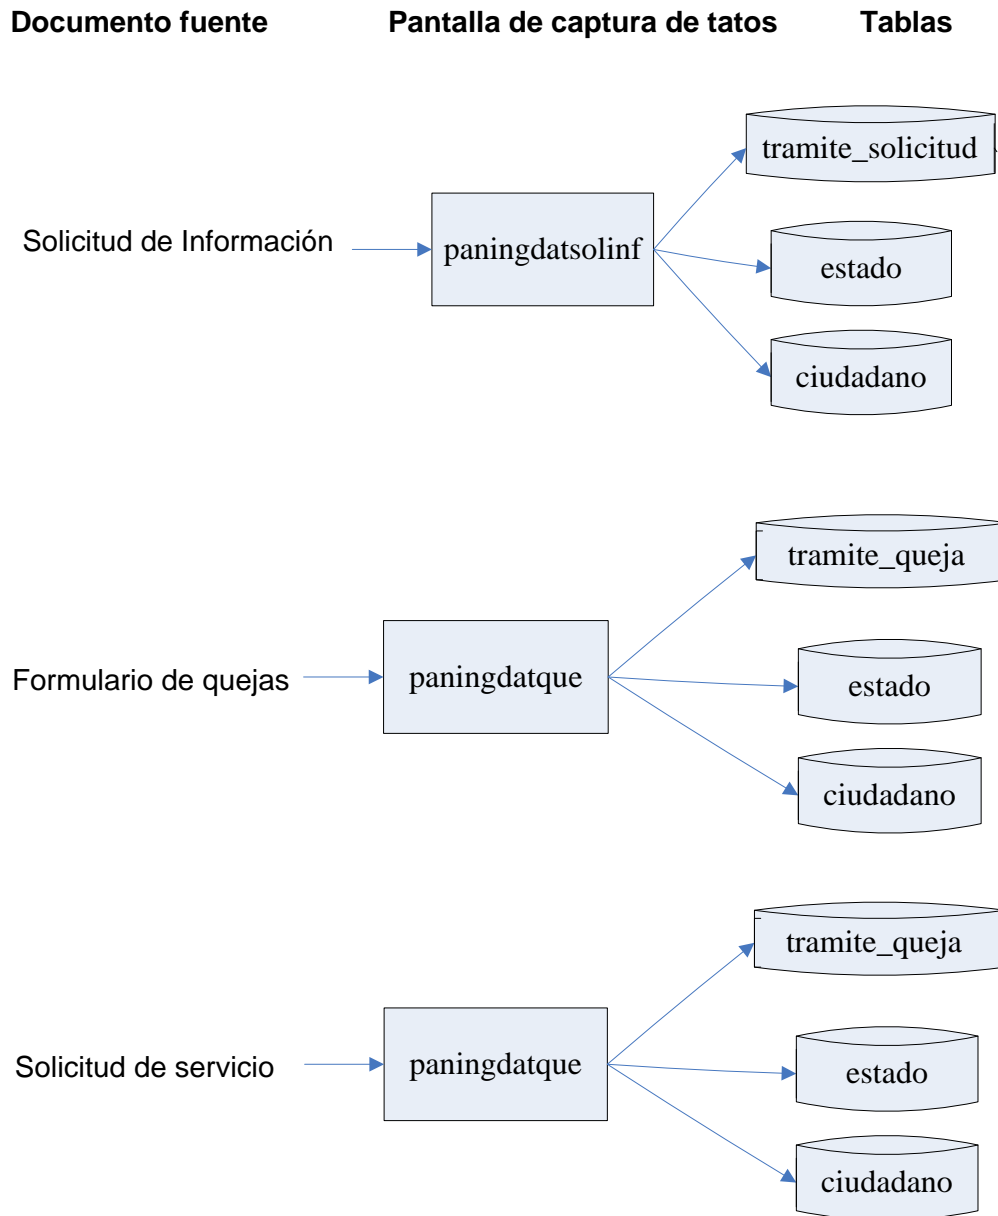 Documento fuente Pantalla de captura de tatos Tablas
tramite_solicitud
Solicitud de Información paningdatsolinf estado
ciudadano
tramite_queja
Formulario de quejas paningdatque estado
ciudadano
tramite_queja
Solicitud de servicio paningdatque estado
ciudadano